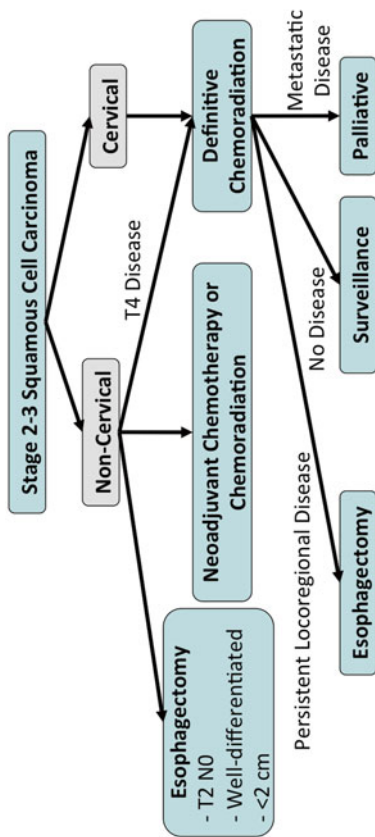 Stage 2-3 Squamous Cell Carcinoma
Non-Cervical
Cervical
T4 Disease
Esophagectomy
- T2 N0
- Well-differentiated
- <2 cm
Neoadjuvant Chemotherapy or
Chemoradiation
Definitive
Chemoradiation
Persistent Locoregional Disease
No Disease
Metastatic
Disease
Esophagectomy
Surveillance
Palliative